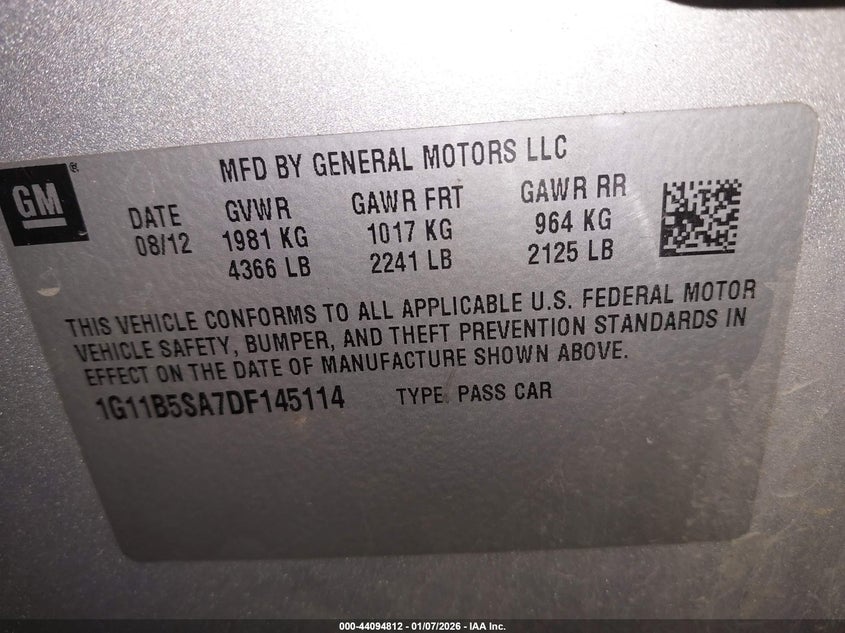 MFD BY GENERAL MOTORS LLC
GM®
DATE GVWR GAWR FRT GAWR RR
08/12 1981 KG 1017 KG 964 KG
4366 LB 2241 LB 2125 LB
THIS VEHICLE CONFORMS TO ALL APPLICABLE U.S. FEDERAL MOTOR
VEHICLE SAFETY, BUMPER, AND THEFT PREVENTION STANDARDS IN
EFFECT ON THE DATE OF MANUFACTURE SHOWN ABOVE.
1G11B5SA7DF145114 TYPE: PASS CAR
000-44094812 - 01/07/2026 - IAA Inc.